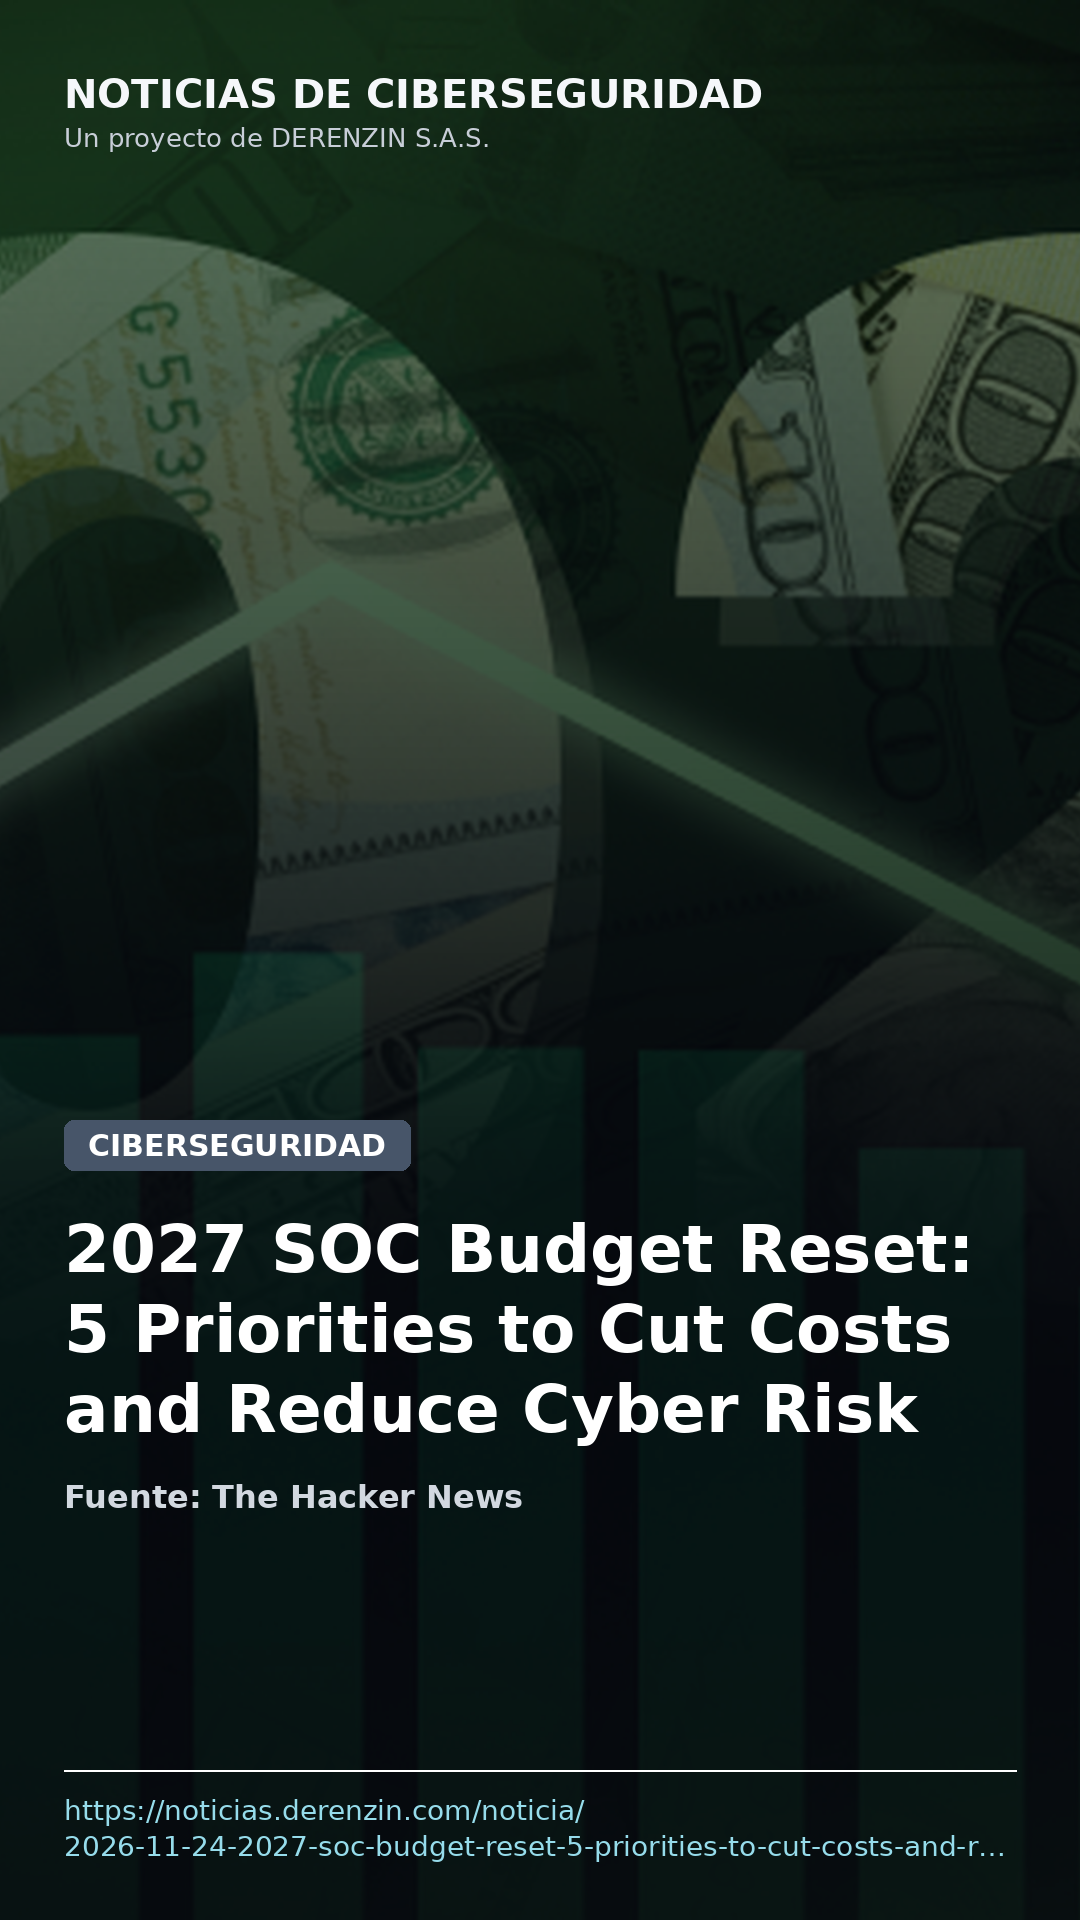 NOTICIAS DE CIBERSEGURIDAD
Un proyecto de DERENZIN S.A.S.
G 5530
100
CIBERSEGURIDAD
2027 SOC Budget Reset:
5 Priorities to Cut Costs
and Reduce Cyber Risk
Fuente: The Hacker News
https://noticias.derenzin.com/noticia/
2026-11-24-2027-soc-budget-reset-5-priorities-to-cut-costs-and-r...